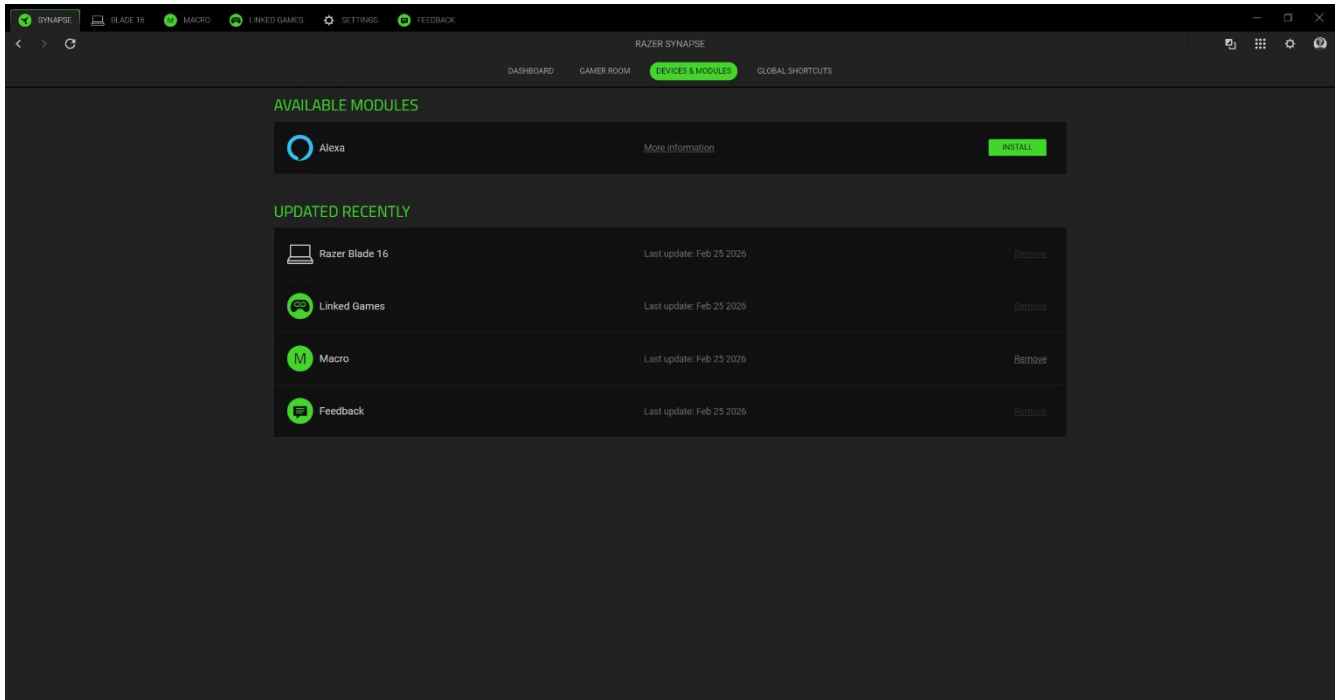 SYNAPSE BLADE 16 M MACRO LINKED GAMES SETTINGS FEEDBACK
RAZER SYNAPSE
DASHBOARD GAMER ROOM DEVICES & MODULES GLOBAL SHORTCUTS
AVAILABLE MODULES
Alexa More information INSTALL
UPDATED RECENTLY
Razer Blade 16 Last update: Feb 25 2026 Remove
Linked Games Last update: Feb 25 2026 Remove
M Macro Last update: Feb 25 2026 Remove
Feedback Last update: Feb 25 2026 Remove